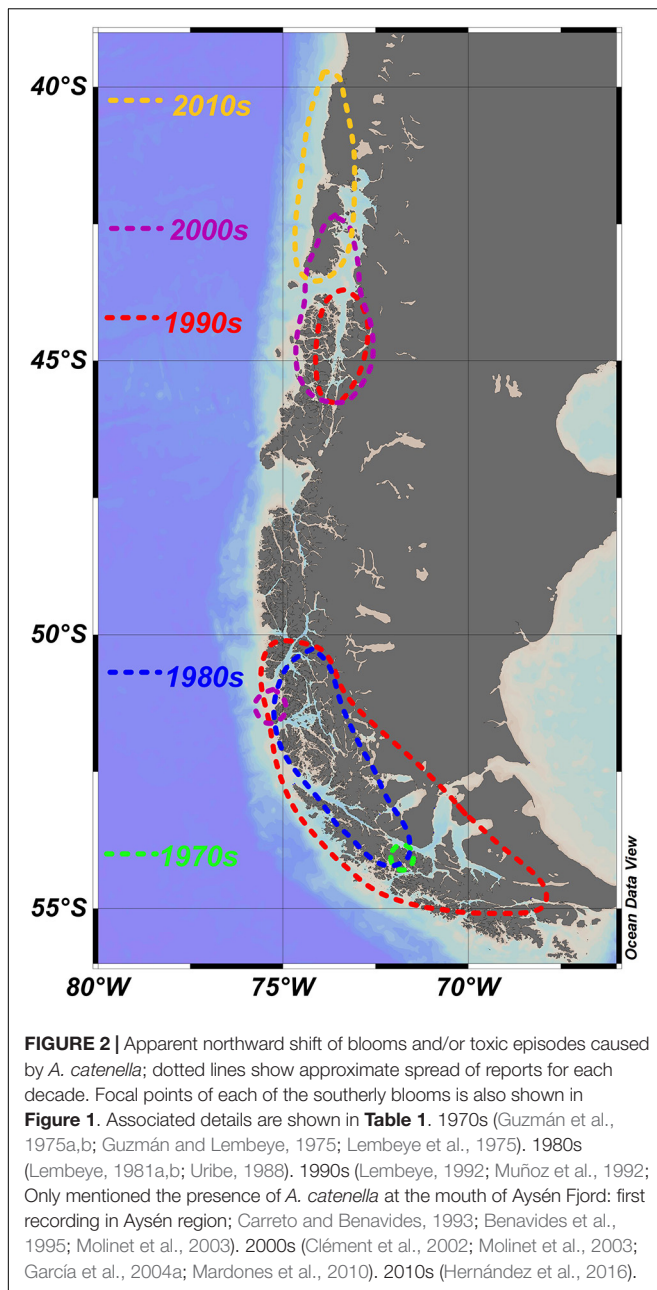 40°S
2010s
2000s
1990s
45°S
50°S
1980s
1970s
55°S
Ocean Data View
80°W
75°W
70°W
FIGURE 2 | Apparent northward shift of blooms and/or toxic episodes caused
by A. catenella; dotted lines show approximate spread of reports for each
decade. Focal points of each of the southerly blooms is also shown in
Figure 1. Associated details are shown in Table 1. 1970s (Guzmán et al.,
1975a,b; Guzmán and Lembeye, 1975; Lembeye et al., 1975). 1980s
(Lembeye, 1981a,b; Uribe, 1988). 1990s (Lembeye, 1992; Muñoz et al., 1992;
Only mentioned the presence of A. catenella at the mouth of Aysén Fjord: first
recording in Aysén region; Carreto and Benavides, 1993; Benavides et al.,
1995; Molinet et al., 2003). 2000s (Clément et al., 2002; Molinet et al., 2003;
García et al., 2004a; Mardones et al., 2010). 2010s (Hernández et al., 2016).